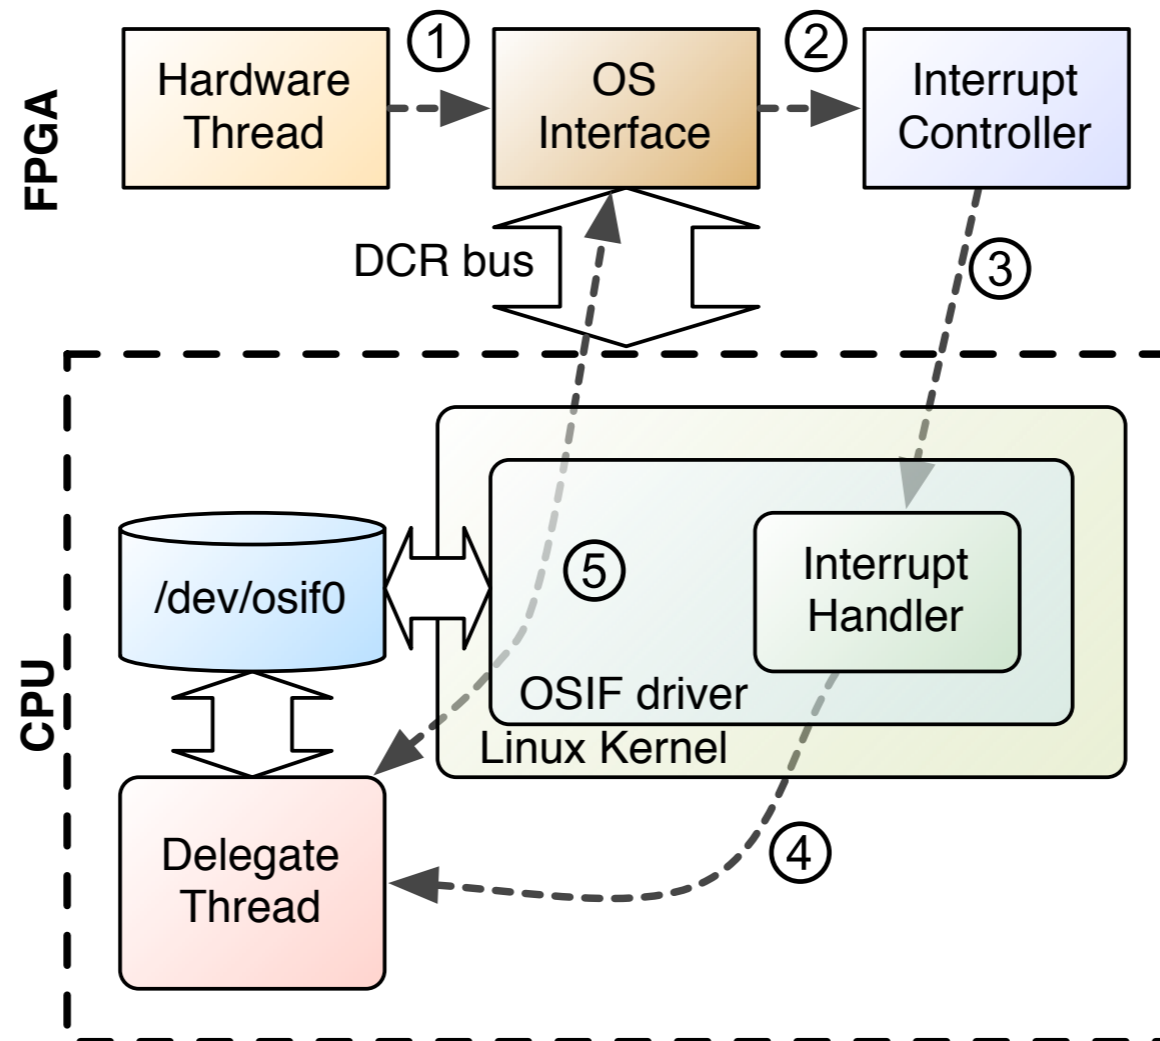 FPGA
Hardware
Thread
1
OS
Interface
2
Interrupt
Controller
DCR bus
3
CPU
/dev/osif0
5
Interrupt
Handler
OSIF driver
Linux Kernel
Delegate
Thread
4